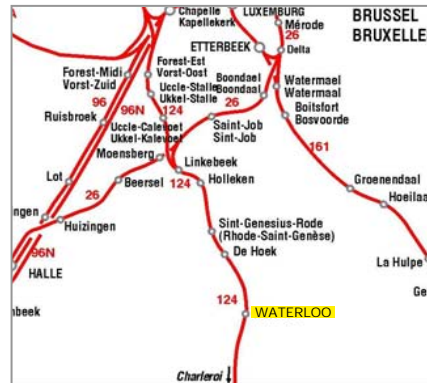 Chapelle
Kapellekerk
LUXEMBURG
Mérode
BRUSSEL
BRUXELLE
26
ETTERBEEK
Delta
Forest-Est
Vorst-Oost
Forest-Midi
Vorst-Zuid
Uccle-Stalle
Ukkel-Stalle
Boondael
Boondaal
Watermael
Watermaal
96
Ruisbroek
96N
124
26
Boitsfort
Bosvoorde
Uccle-Calevoet
Ukkel-Kalevoet
Saint-Job
Sint-Job
Moensberg
161
Linkebeek
Lot
26
Beersel
124
Holleken
Groenendaal
Hoeilaa
ingen
Huizingen
Sint-Genesius-Rode
(Rhode-Saint-Genèse)
96N
De Hoek
La Hulpe
HALLE
Ge
nbeek
124
WATERLOO
Charleroi